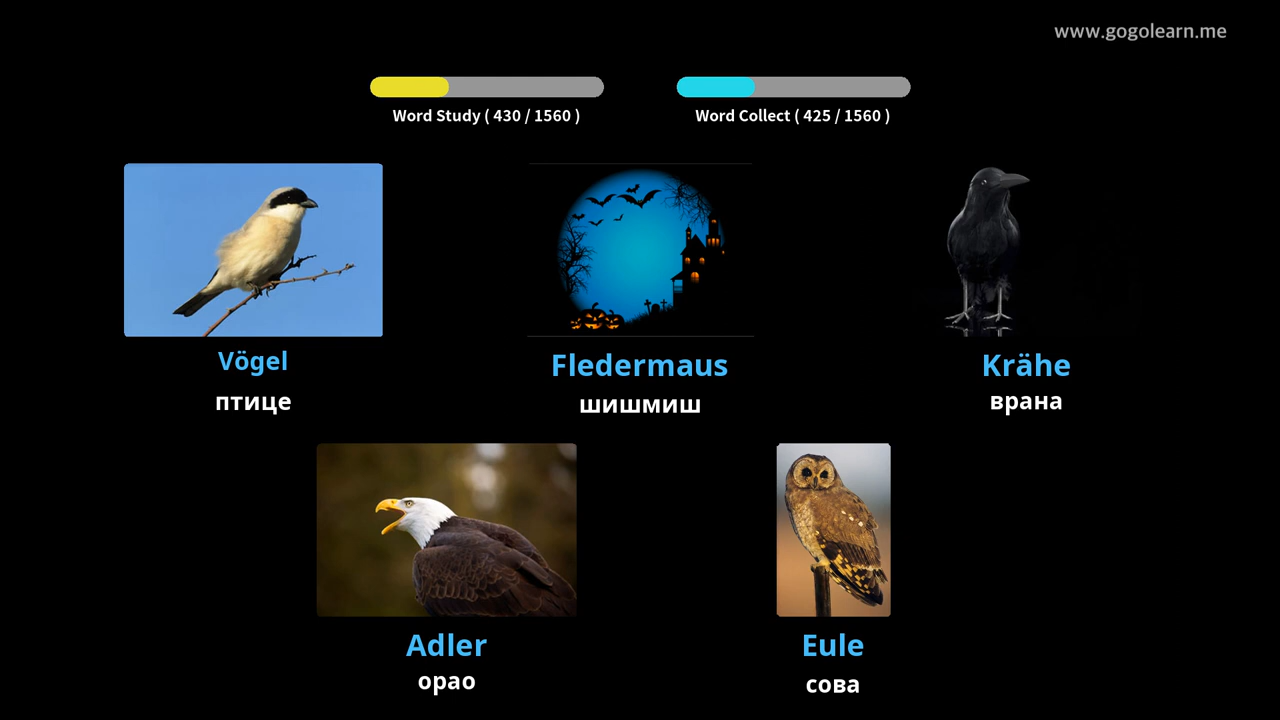 www.gogolearn.me
Word Study ( 430 / 1560 )
Word Collect ( 425 / 1560 )
Vögel
птице
Fledermaus
шишмиш
Krähe
врана
Adler
орао
Eule
сова